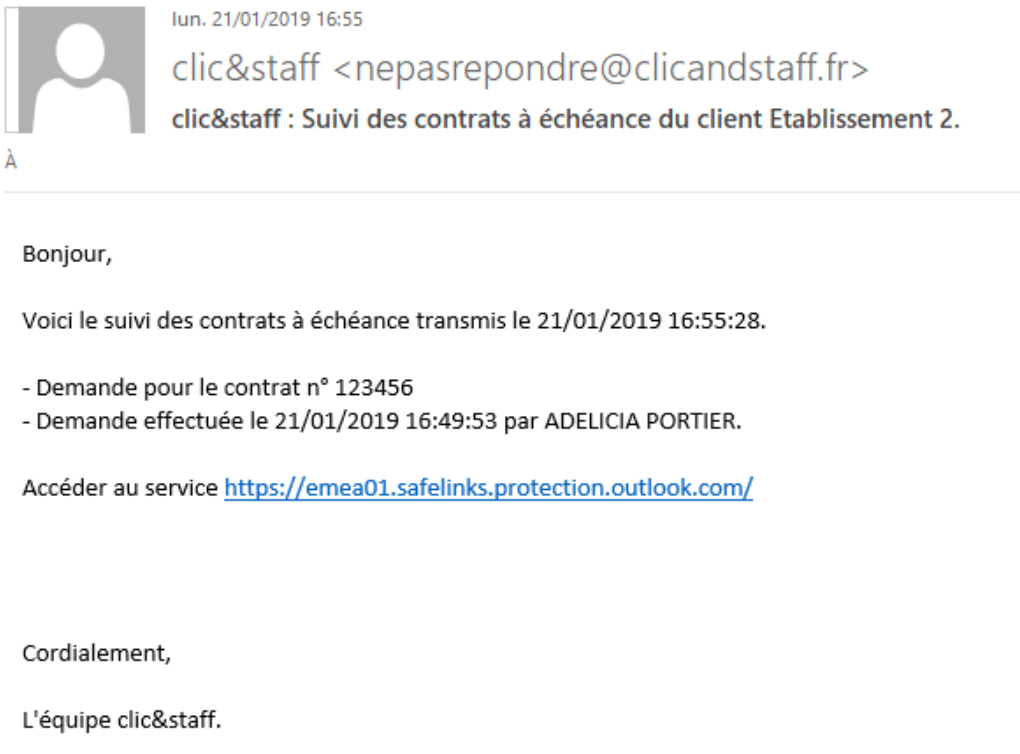 lun. 21/01/2019 16:55
clic&staff <nepasrepondre@clicandstaff.fr>
clic&staff : Suivi des contrats à échéance du client Etablissement 2.
À
Bonjour,
Voici le suivi des contrats à échéance transmis le 21/01/2019 16:55:28.
- Demande pour le contrat n° 123456
- Demande effectuée le 21/01/2019 16:49:53 par ADELICIA PORTIER.
Accéder au service https://emea01.safelinks.protection.outlook.com/
Cordialement,
L'équipe clic&staff.